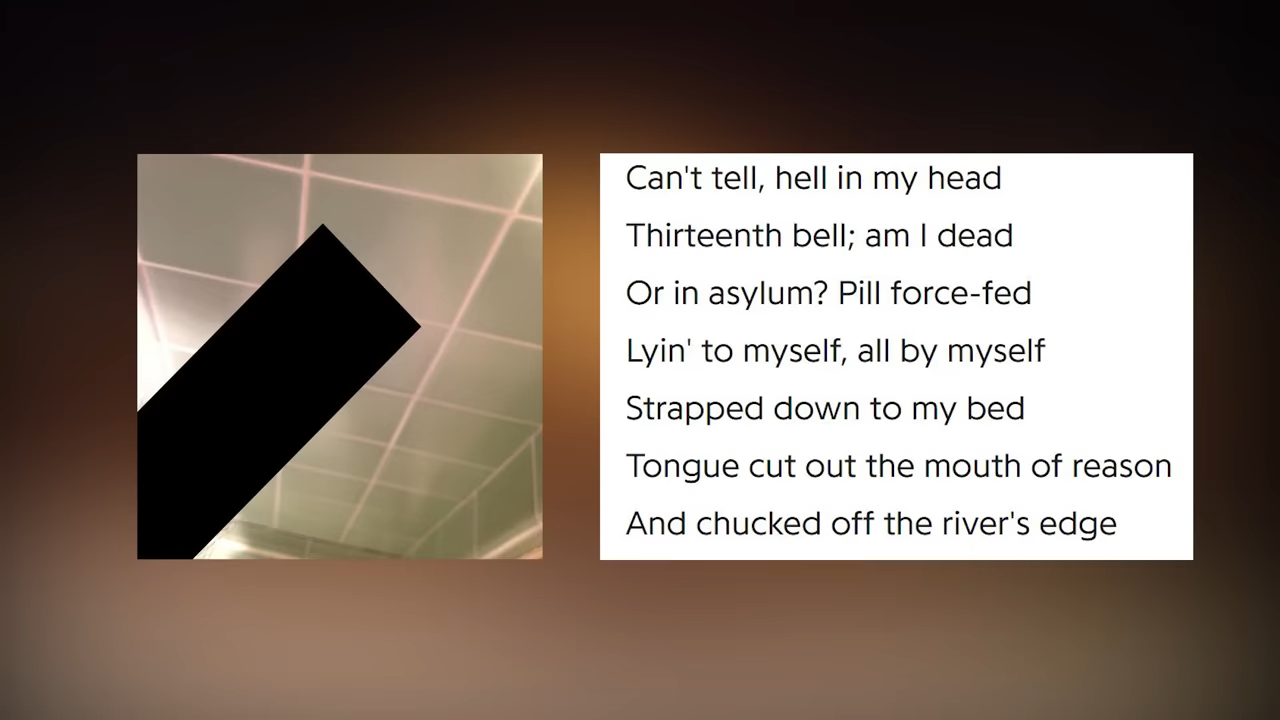 Can't tell, hell in my head
Thirteenth bell; am I dead
Or in asylum? Pill force-fed
Lyin' to myself, all by myself
Strapped down to my bed
Tongue cut out the mouth of reason
And chucked off the river's edge